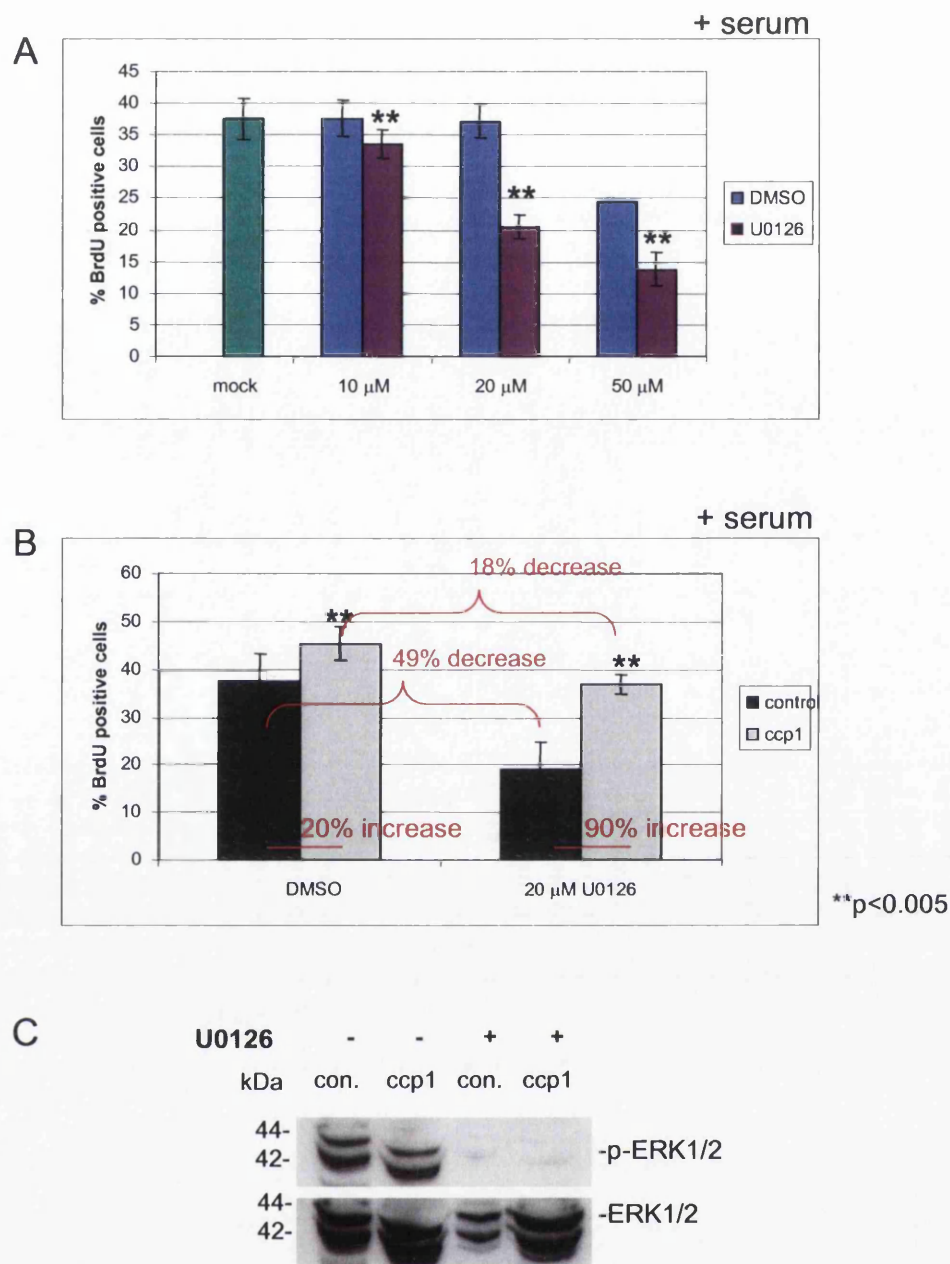 + serum
A
45
40
35
30
25
20
15
10
5
0
% BrdU positive cells
**
**
**
mock 10 μM 20 μM 50 μM
DMSO
U0126
+ serum
B
60
50
40
30
20
10
0
% BrdU positive cells
18% decrease
**
49% decrease
**
20% increase 90% increase
control
ccp1
DMSO 20 μM U0126
**p<0.005
C
U0126 - - + +
kDa con. ccp1 con. ccp1
44-
42- -p-ERK1/2
44- -ERK1/2
42-